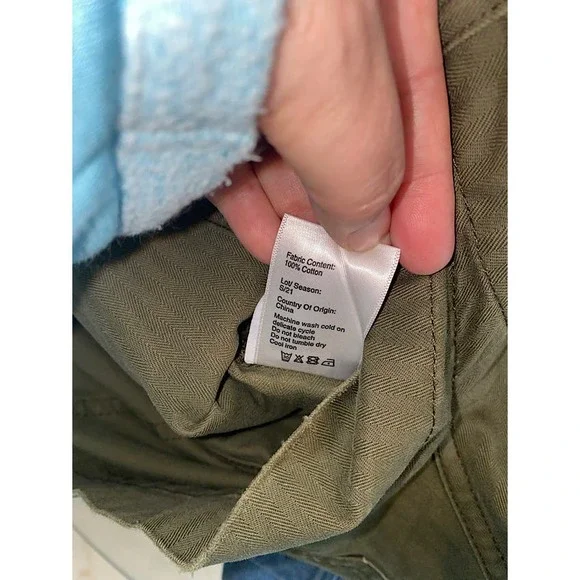 Fabric Content:
100% Cotton
Lot/ Season:
S/21
Country Of Origin:
China
Machine wash cold on
delicate cycle
Do not bleach
Do not tumble dry
Cool iron